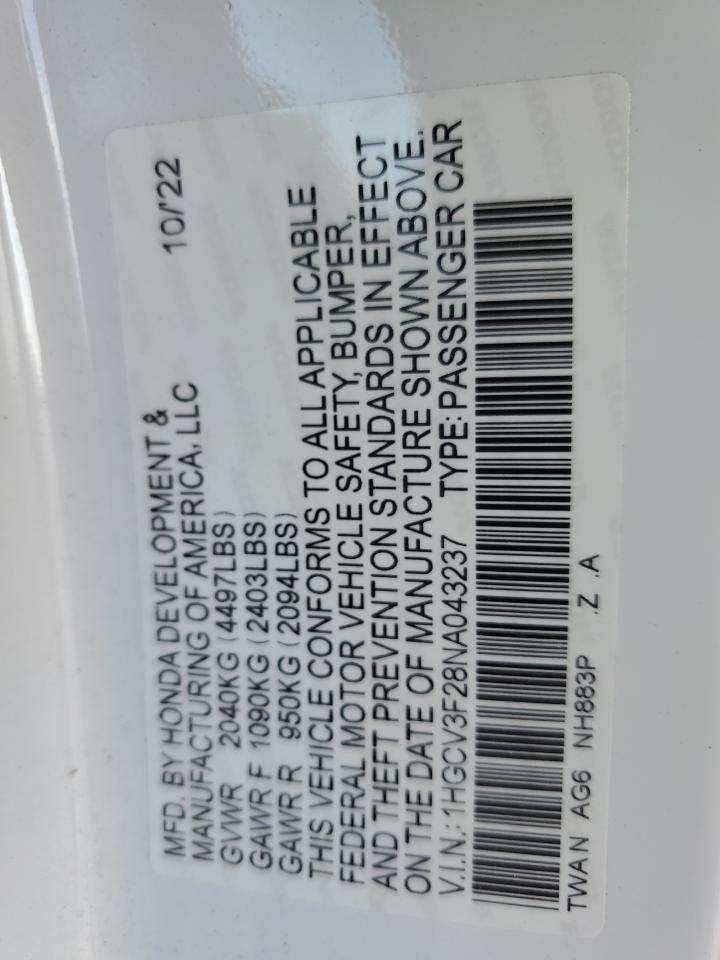 MFD. BY HONDA DEVELOPMENT &
MANUFACTURING OF AMERICA, LLC 10/'22
GVWR 2040KG (4497LBS)
GAWR F 1090KG (2403LBS)
GAWR R 950KG (2094LBS)
THIS VEHICLE CONFORMS TO ALL APPLICABLE
FEDERAL MOTOR VEHICLE SAFETY, BUMPER,
AND THEFT PREVENTION STANDARDS IN EFFECT
ON THE DATE OF MANUFACTURE SHOWN ABOVE.
V.I.N.: 1HGCV3F28NA043237 TYPE: PASSENGER CAR
TWAN AG6 NH883P .Z .A